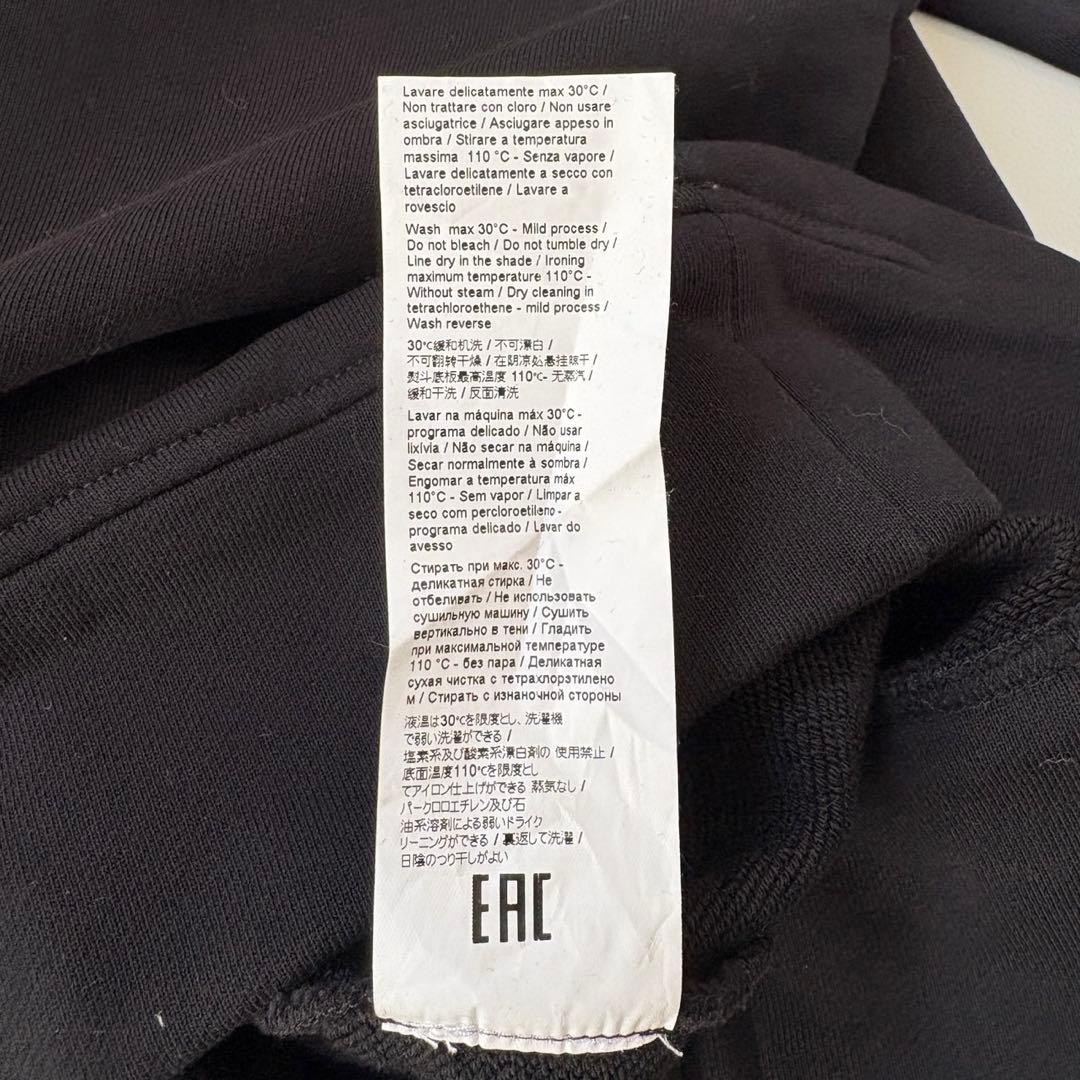 Lavare delicatamente max 30°C /
Non trattare con cloro / Non usare
asciugatrice / Asciugare appeso in
ombra / Stirare a temperatura
massima 110 °C - Senza vapore /
Lavare delicatamente a secco con
tetracloroetilene / Lavare a
rovescio
Wash max 30°C - Mild process /
Do not bleach / Do not tumble dry /
Line dry in the shade / Ironing
maximum temperature 110°C -
Without steam / Dry cleaning in
tetrachloroethene - mild process /
Wash reverse
30℃缓和机洗 / 不可漂白 /
不可翻转干燥 / 在阴凉处悬挂晾干 /
熨斗底板最高温度 110℃- 无蒸汽 /
缓和干洗 / 反面清洗
Lavar na máquina máx 30°C -
programa delicado / Não usar
lixívia / Não secar na máquina /
Secar normalmente à sombra /
Engomar a temperatura máx
110°C - Sem vapor / Limpar a
seco com percloroetileno -
programa delicado / Lavar do
avesso
Стирать при макс. 30°C -
деликатная стирка / Не
отбеливать / Не использовать
сушильную машину / Сушить
вертикально в тени / Гладить
при максимальной температуре
110 °C - без пара / Деликатная
сухая чистка с тетрахлорэтилено
м / Стирать с изнаночной стороны
液温は30℃を限度とし、洗濯機
で弱い洗濯ができる /
塩素系及び酸素系漂白剤の 使用禁止 /
底面温度110℃を限度とし
てアイロン仕上げができる 蒸気なし /
パークロロエチレン及び石
油系溶剤による弱いドライク
リーニングができる / 裏返して洗濯 /
日陰のつり干しがよい
EAC